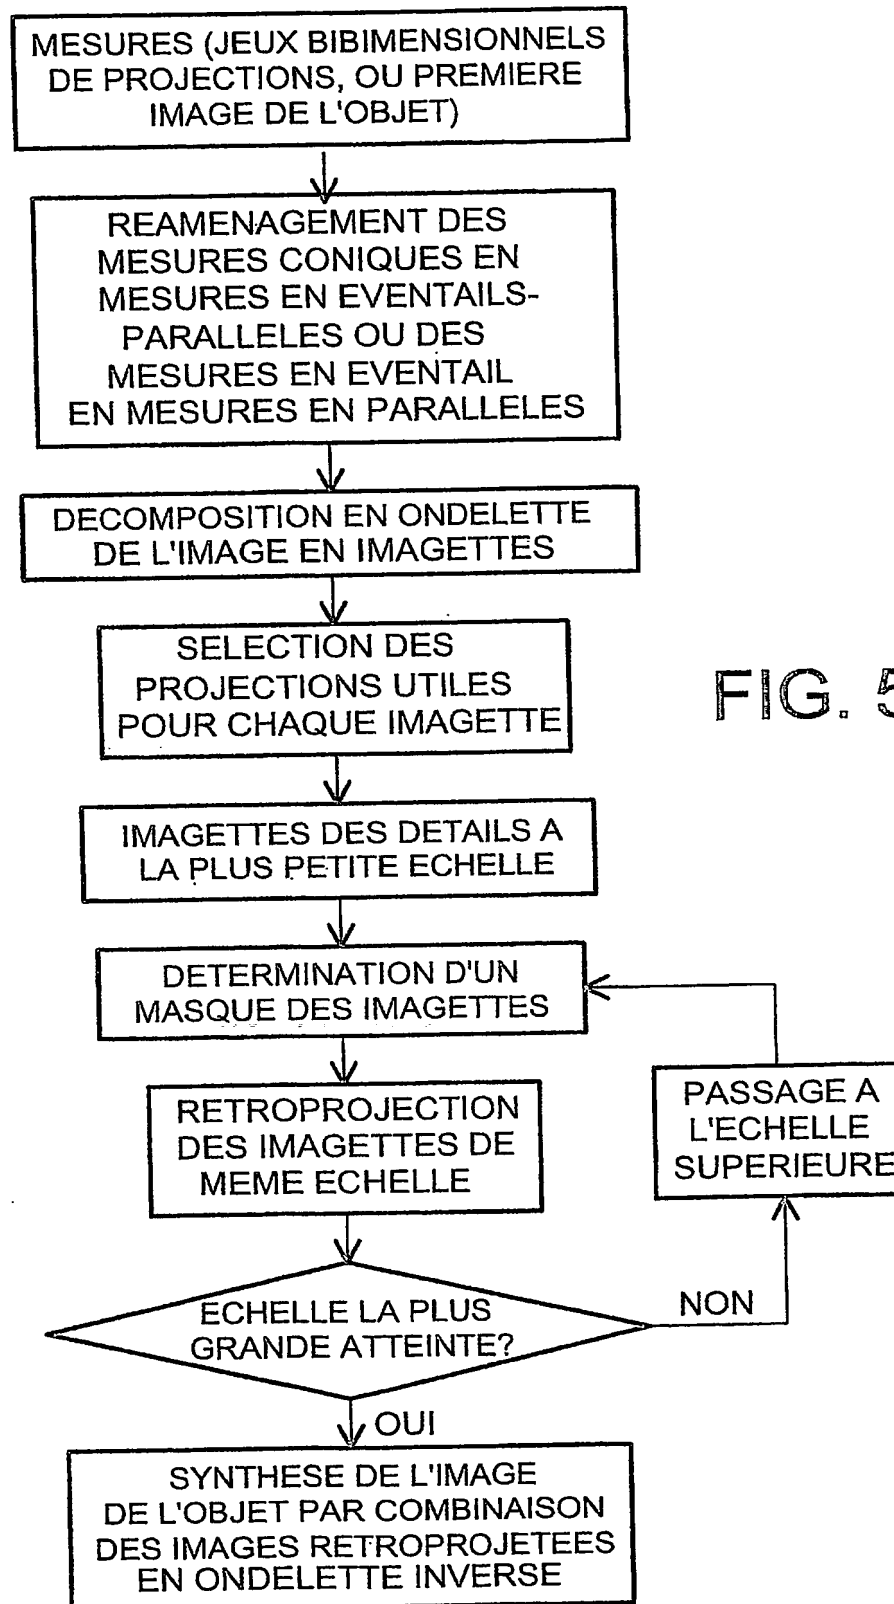 MESURES (JEUX BIBIMENSIONNELS
DE PROJECTIONS, OU PREMIERE
IMAGE DE L'OBJET)
REAMENAGEMENT DES
MESURES CONIQUES EN
MESURES EN EVENTAILS-
PARALLELES OU DES
MESURES EN EVENTAIL
EN MESURES EN PARALLELES
DECOMPOSITION EN ONDELETTE
DE L'IMAGE EN IMAGETTES
SELECTION DES
PROJECTIONS UTILES
POUR CHAQUE IMAGETTE
FIG. 5
IMAGETTES DES DETAILS A
LA PLUS PETITE ECHELLE
DETERMINATION D'UN
MASQUE DES IMAGETTES
RETROPROJECTION
DES IMAGETTES DE
MEME ECHELLE
PASSAGE A
L'ECHELLE
SUPERIEURE
ECHELLE LA PLUS
GRANDE ATTEINTE?
NON
OUI
SYNTHESE DE L'IMAGE
DE L'OBJET PAR COMBINAISON
DES IMAGES RETROPROJETEES
EN ONDELETTE INVERSE